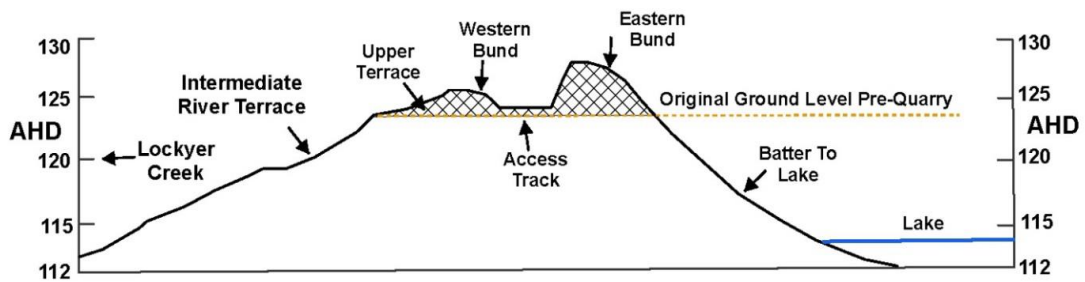 Eastern
Bund
Western
Bund
Upper
Terrace
Intermediate
River Terrace
Original Ground Level Pre-Quarry
130
125
AHD
120
115
112
Lockyer
Creek
Access
Track
Batter To
Lake
Lake
130
125
AHD
120
115
112